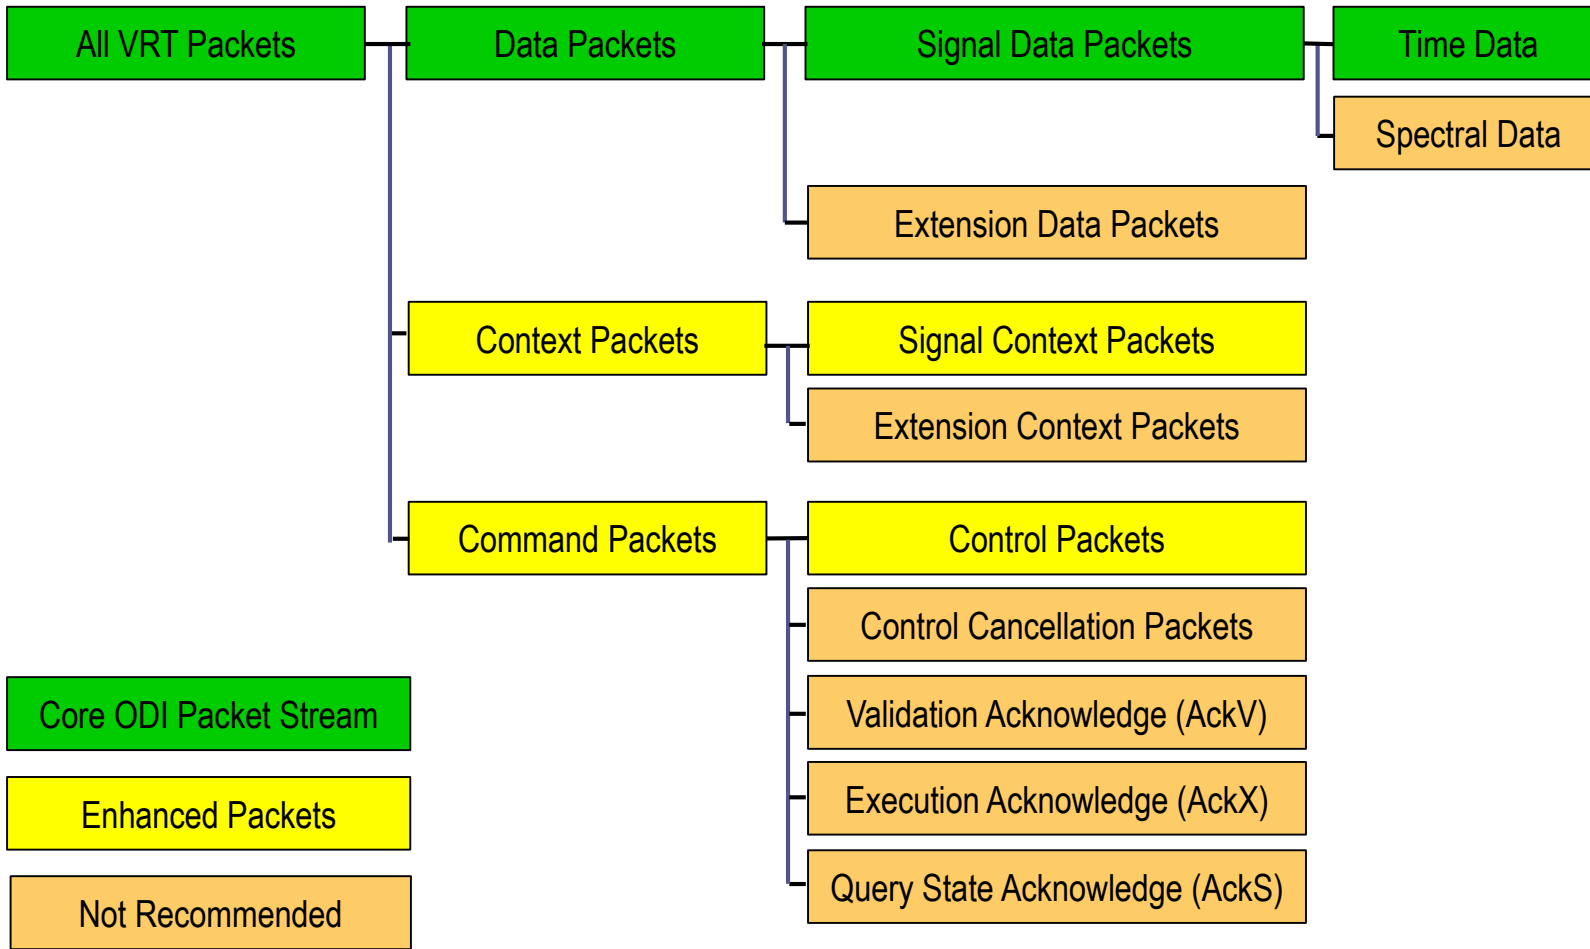 All VRT Packets
Data Packets
Signal Data Packets
Time Data
Spectral Data
Extension Data Packets
Context Packets
Signal Context Packets
Extension Context Packets
Command Packets
Control Packets
Control Cancellation Packets
Validation Acknowledge (AckV)
Execution Acknowledge (AckX)
Query State Acknowledge (AckS)
Core ODI Packet Stream
Enhanced Packets
Not Recommended